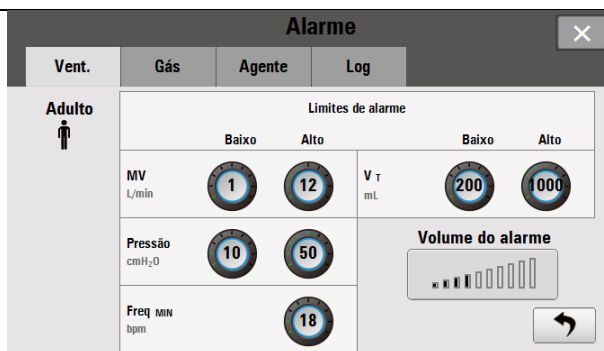 Alarme
Vent. Gás Agente Log
Adulto
Limites de alarme
Baixo Alto Baixo Alto
MV 1 12 V T 200 1000
L/min mL
Pressão 10 50 Volume do alarme
cmH₂O
Freq MIN 18
bpm